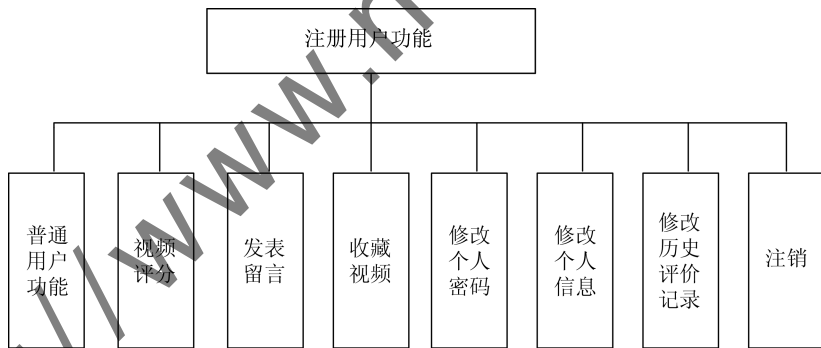 注册用户功能
普通
用户
功能
视频
评分
发表
留言
收藏
视频
修改
个人
密码
修改
个人
信息
修改
历史
评价
记录
注销
//www.n